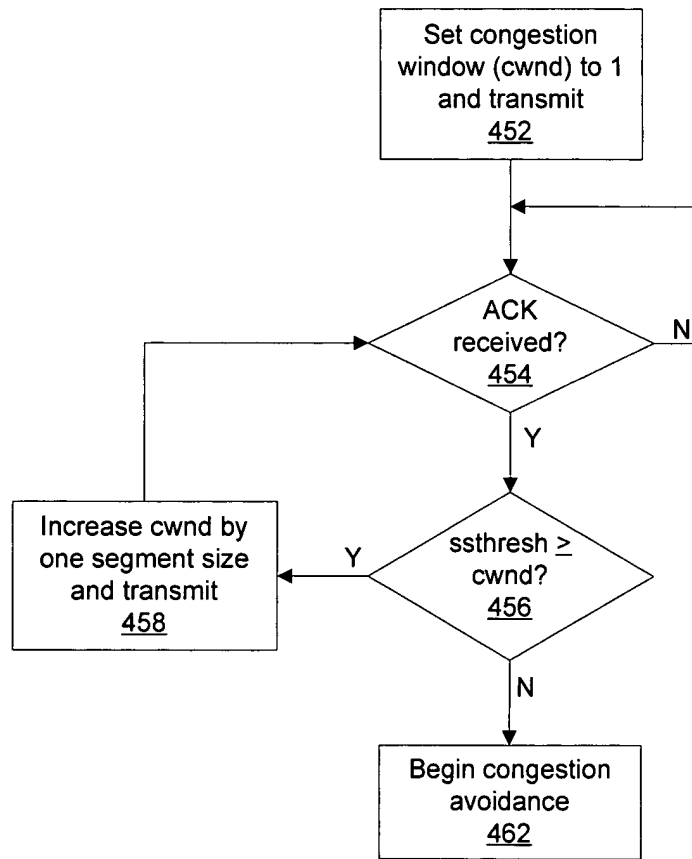 Set congestion
window (cwnd) to 1
and transmit
452
ACK
received?
454
N
Y
Increase cwnd by
one segment size
and transmit
458
Y
ssthresh ≥
cwnd?
456
N
Begin congestion
avoidance
462